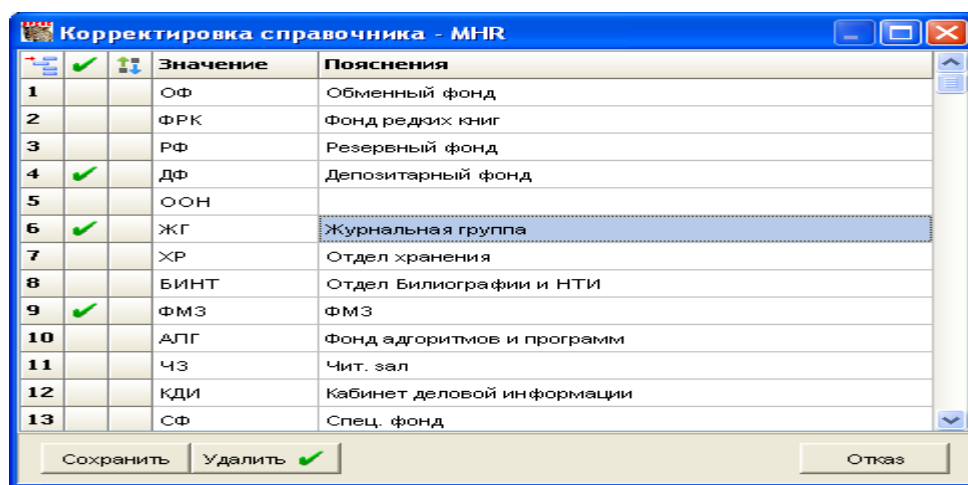 Корректировка справочника - MHR
Значение Пояснения
1 ОФ Обменный фонд
2 ФРК Фонд редких книг
3 РФ Резервный фонд
4 ДФ Депозитарный фонд
5 ООН
6 ЖГ Журнальная группа
7 ХР Отдел хранения
8 БИНТ Отдел Билиографии и НТИ
9 ФМЗ ФМЗ
10 АПГ Фонд адгоритмов и программ
11 ЧЗ Чит. зал
12 КДИ Кабинет деловой информации
13 СФ Спец. фонд
Сохранить Удалить Отказ